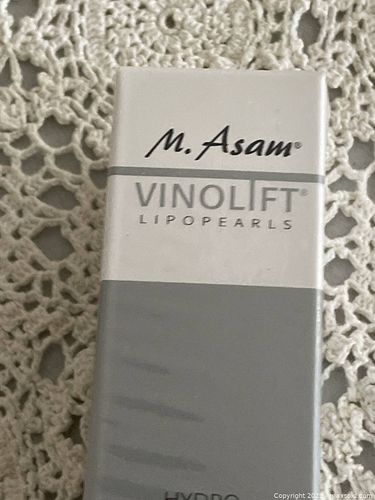 M. Asam®
VINOLIFT®
LIPOPEARLS
HYDRO